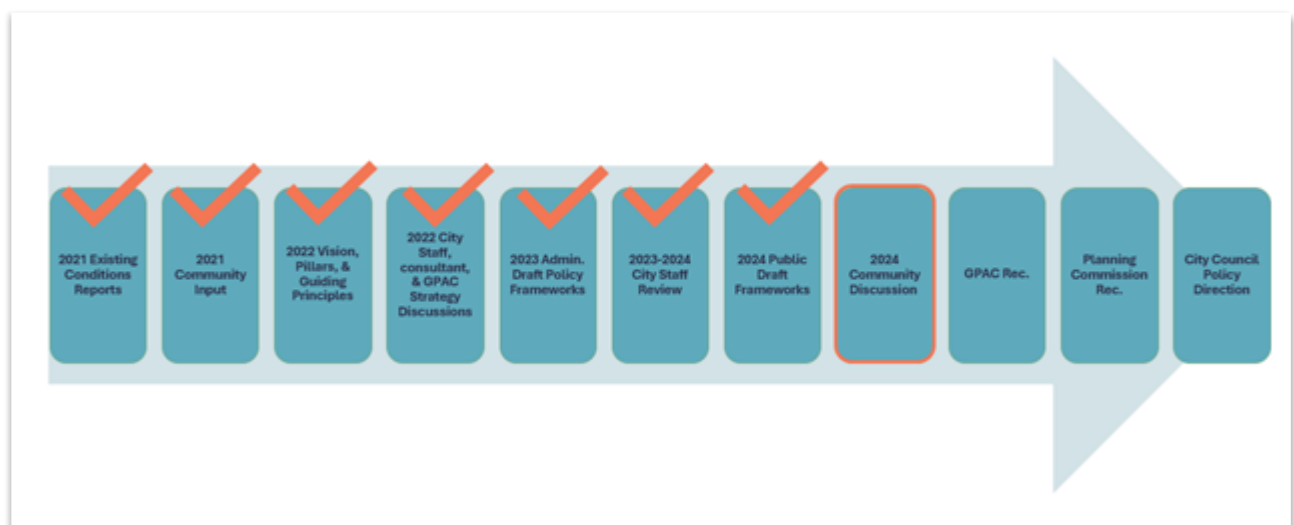 2021 Existing
Conditions
Reports
2021
Community
Input
2022 Vision,
Pillars, &
Guiding
Principles
2022 City
Staff,
consultant,
& GPAC
Strategy
Discussions
2023 Admin.
Draft Policy
Frameworks
2023-2024
City Staff
Review
2024 Public
Draft
Frameworks
2024
Community
Discussion
GPAC Rec.
Planning
Commission
Rec.
City Council
Policy
Direction